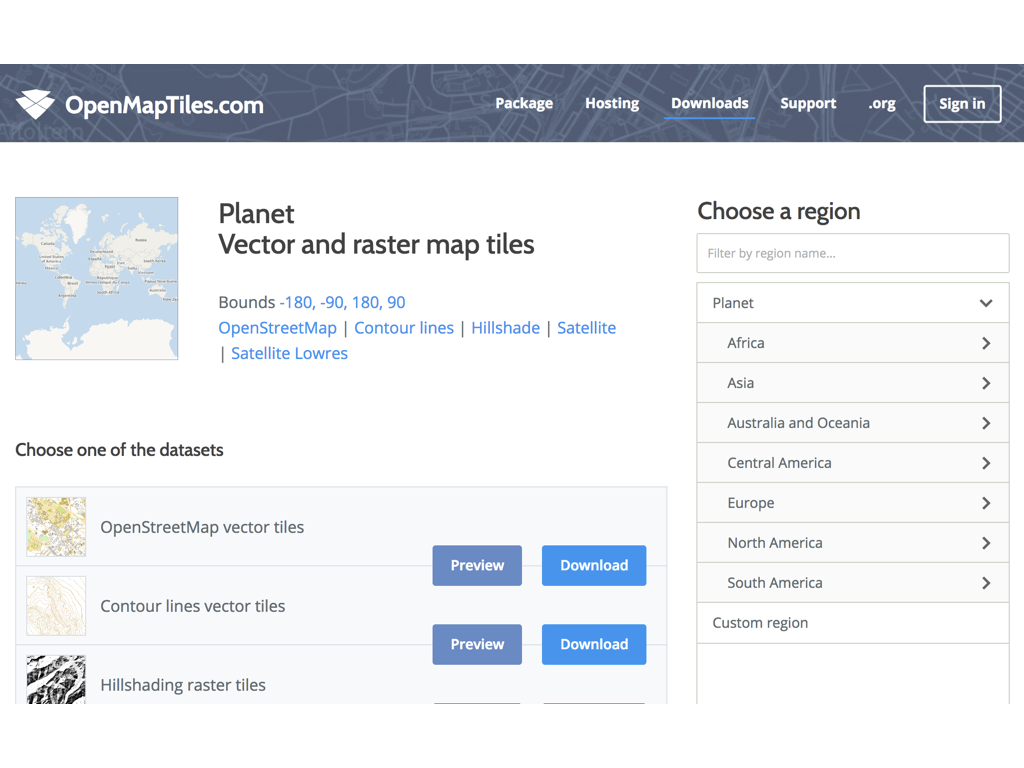 OpenMapTiles.com
Package
Hosting
Downloads
Support
.org
Sign in
Planet
Vector and raster map tiles
Bounds -180, -90, 180, 90
OpenStreetMap | Contour lines | Hillshade | Satellite
| Satellite Lowres
Choose one of the datasets
OpenStreetMap vector tiles
Preview
Download
Contour lines vector tiles
Preview
Download
Hillshading raster tiles
Choose a region
Filter by region name...
Planet
Africa
Asia
Australia and Oceania
Central America
Europe
North America
South America
Custom region